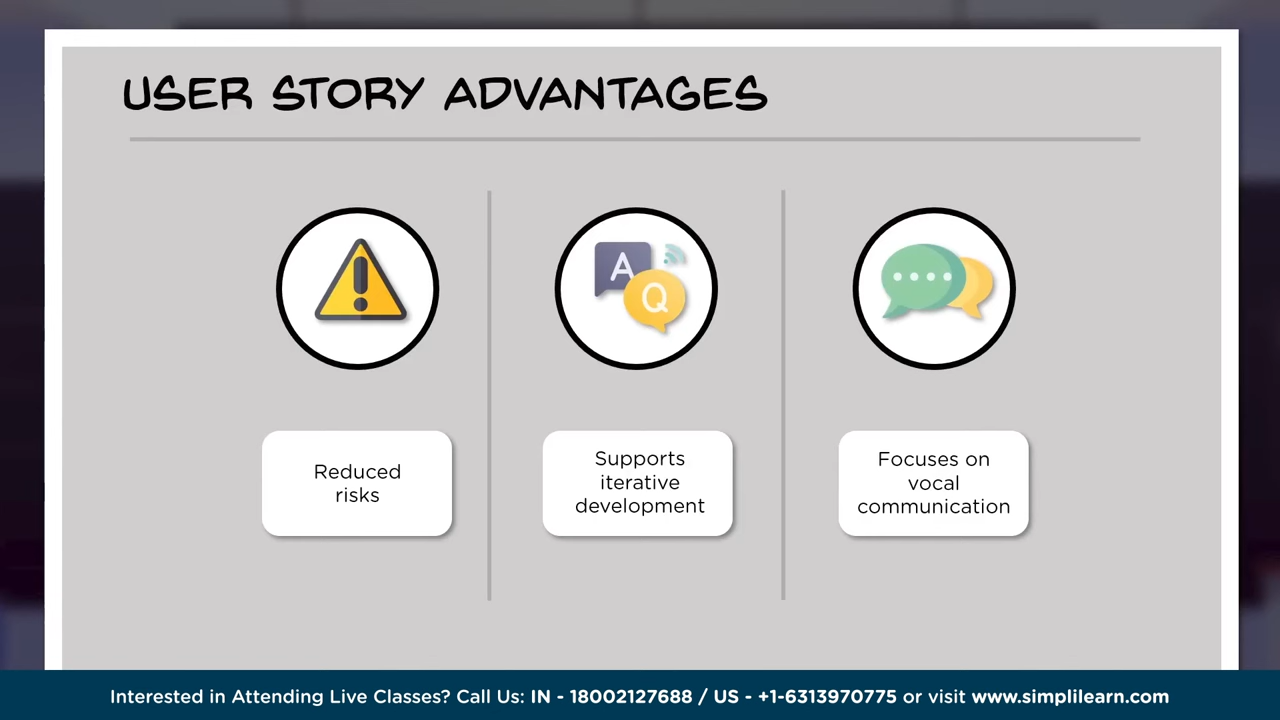 USER STORY ADVANTAGES
A
Q
Reduced
risks
Supports
iterative
development
Focuses on
vocal
communication
Interested in Attending Live Classes? Call Us: IN - 18002127688 / US - +1-6313970775 or visit www.simplilearn.com